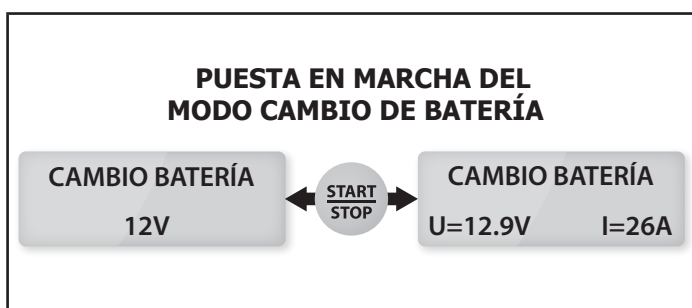 PUESTA EN MARCHA DEL
MODO CAMBIO DE BATERÍA
CAMBIO BATERÍA
12V
START
STOP
CAMBIO BATERÍA
U=12.9V I=26A